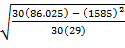 √(30(86.025) − (1585)² / 30(29))